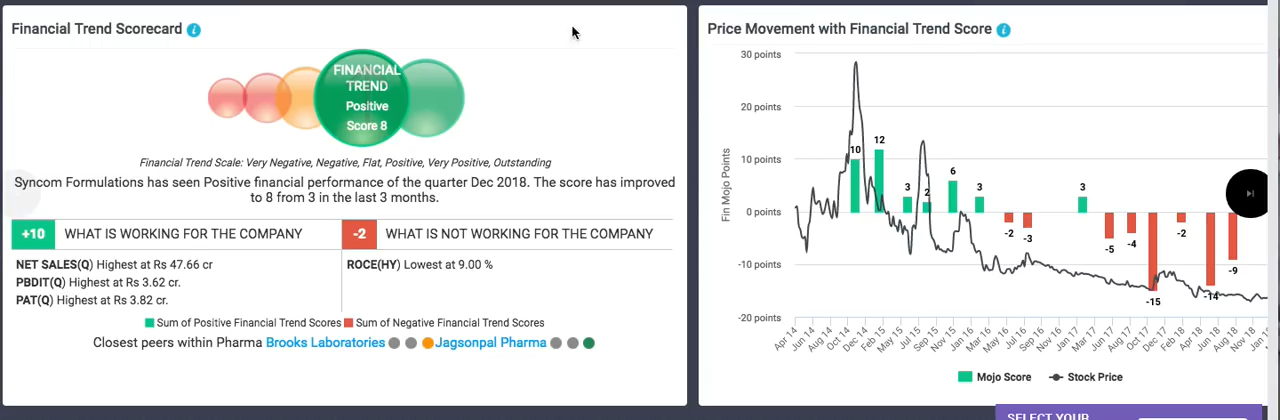 Financial Trend Scorecard
FINANCIAL
TREND
Positive
Score 8
Financial Trend Scale: Very Negative, Negative, Flat, Positive, Very Positive, Outstanding
Syncom Formulations has seen Positive financial performance of the quarter Dec 2018. The score has improved
to 8 from 3 in the last 3 months.
+10 WHAT IS WORKING FOR THE COMPANY
-2 WHAT IS NOT WORKING FOR THE COMPANY
NET SALES(Q) Highest at Rs 47.66 cr
PBDIT(Q) Highest at Rs 3.62 cr.
PAT(Q) Highest at Rs 3.82 cr.
ROCE(HY) Lowest at 9.00 %
Sum of Positive Financial Trend Scores Sum of Negative Financial Trend Scores
Closest peers within Pharma Brooks Laboratories Jagsonpal Pharma
Price Movement with Financial Trend Score
Fin Mojo Points
30 points
20 points
10 points
0 points
-10 points
-20 points
10
12
3
2
6
3
-2
-3
3
-5
-4
-15
-2
-14
-9
Apr 14
Jun 14
Aug 14
Oct 14
Dec 14
Feb 15
May 15
Jul 15
Sep 15
Nov 15
Jan 16
Mar 16
May 16
Jul 16
Sep 16
Nov 16
Jan 17
Mar 17
Jun 17
Aug 17
Oct 17
Dec 17
Feb 18
Apr 18
Jun 18
Aug 18
Nov 18
Mojo Score Stock Price
SELECT YOUR